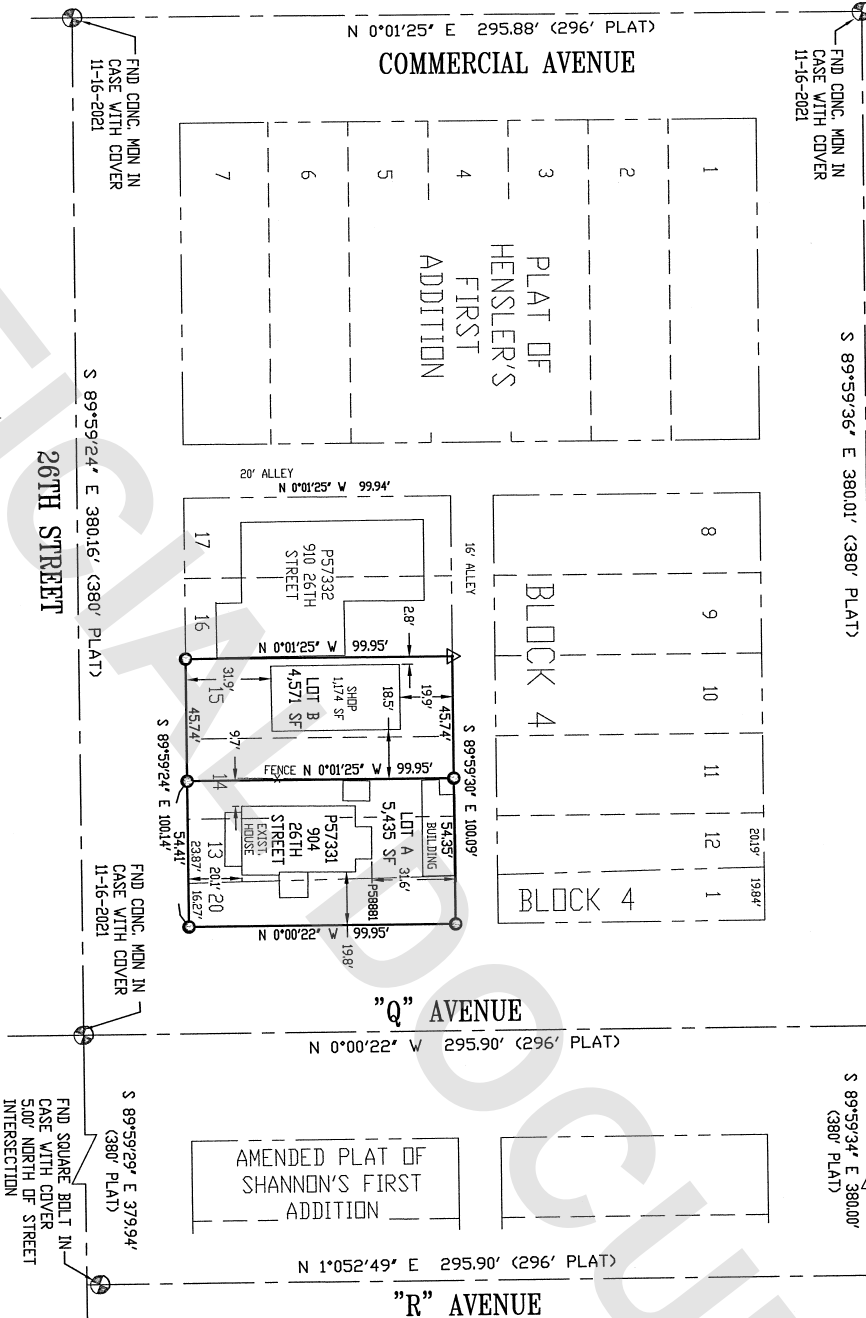 N 0°01'25" E 295.88' (296' PLAT)
COMMERCIAL AVENUE
FND CONC. MON IN
CASE WITH COVER
11-16-2021
FND CONC. MON IN
CASE WITH COVER
11-16-2021
7
6
5
4
3
2
1
PLAT OF
HENSLER'S
FIRST
ADDITION
S 89°59'36" E 380.01' (380' PLAT)
S 89°59'24" E 380.16' (380' PLAT)
26TH STREET
20' ALLEY
N 0°01'25" W 99.94'
16' ALLEY
17
16
P57332
910 26TH
STREET
8
9
10
11
12
1
BLOCK 4
BLOCK 4
20.19'
19.84'
N 0°01'25" W 99.95'
2.8'
31.9'
15
LOT B
4,571 SF
SHOP
1,174 SF
18.5'
19.9'
45.74'
45.74'
S 89°59'30" E 100.09'
S 89°59'24" E 100.14'
9.7'
14
FENCE N 0°01'25" W 99.95'
54.35'
BUILDING
LOT A
5,435 SF
31.6'
P57331
904
26TH
STREET
EXIST.
HOUSE
54.41'
23.87'
13
20.1'
20
16.27'
P58881
N 0°00'22" W 99.95'
19.8'
FND CONC. MON IN
CASE WITH COVER
11-16-2021
"Q" AVENUE
N 0°00'22" W 295.90' (296' PLAT)
S 89°59'29" E 379.94'
(380' PLAT)
S 89°59'34" E 380.00'
(380' PLAT)
FND SQUARE BOLT IN
CASE WITH COVER
5.00' NORTH OF STREET
INTERSECTION
AMENDED PLAT OF
SHANNON'S FIRST
ADDITION
N 1°052'49" E 295.90' (296' PLAT)
"R" AVENUE
ICIAL DOCU